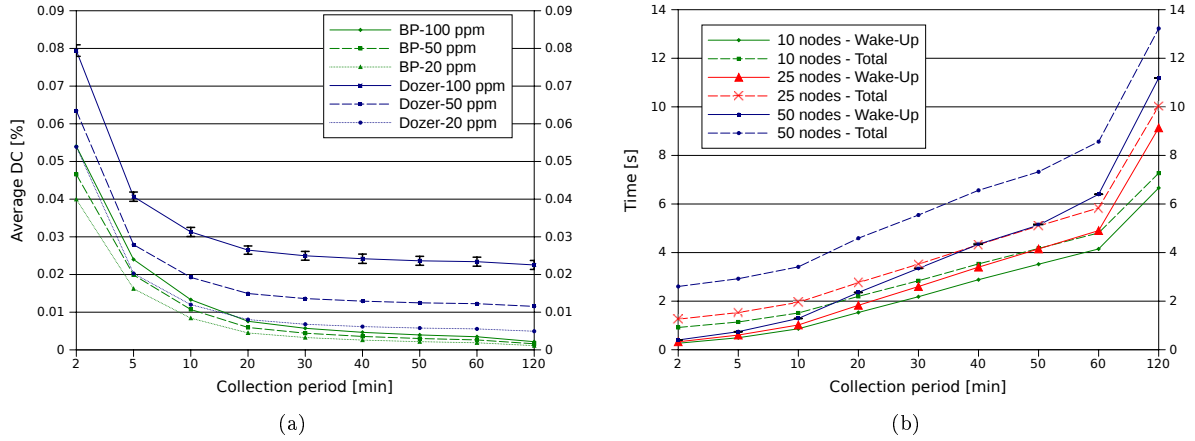 0.09
0.08
0.07
0.06
0.05
0.04
0.03
0.02
0.01
0
Average DC [%]
BP-100 ppm
BP-50 ppm
BP-20 ppm
Dozer-100 ppm
Dozer-50 ppm
Dozer-20 ppm
0.09
0.08
0.07
0.06
0.05
0.04
0.03
0.02
0.01
0
2 5 10 20 30 40 50 60 120
Collection period [min]
(a)
14
12
10
8
6
4
2
0
Time [s]
10 nodes - Wake-Up
10 nodes - Total
25 nodes - Wake-Up
25 nodes - Total
50 nodes - Wake-Up
50 nodes - Total
14
12
10
8
6
4
2
0
2 5 10 20 30 40 50 60 120
Collection period [min]
(b)